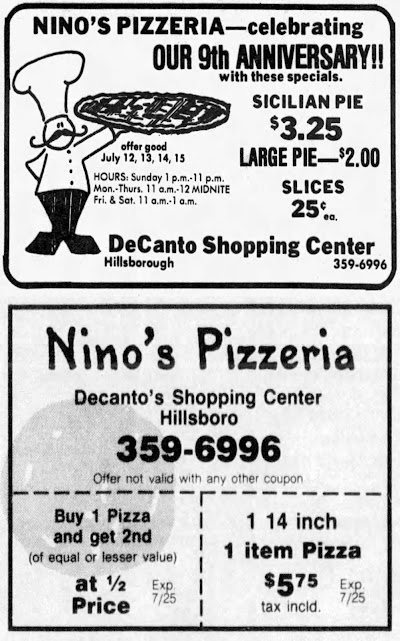 NINO'S PIZZERIA—celebrating
OUR 9th ANNIVERSARY!!
with these specials.
SICILIAN PIE
$3.25
LARGE PIE—$2.00
SLICES
25¢ ea.
offer good
July 12, 13, 14, 15
HOURS: Sunday 1 p.m.-11 p.m.
Mon.-Thurs. 11 a.m.-12 MIDNITE
Fri. & Sat. 11 a.m.-1 a.m.
DeCanto Shopping Center
Hillsborough 359-6996
Nino's Pizzeria
Decanto's Shopping Center
Hillsboro
359-6996
Offer not valid with any other coupon
Buy 1 Pizza
and get 2nd
(of equal or lesser value)
at ½
Price
Exp.
7/25
1 14 inch
1 item Pizza
$5.75
tax incld.
Exp.
7/25